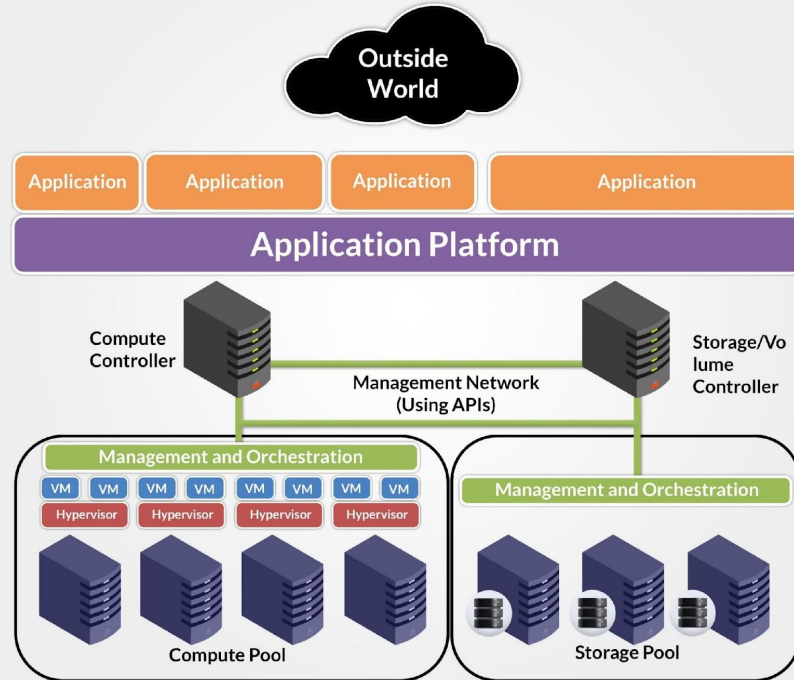 Outside
World
Application
Application
Application
Application
Application Platform
Compute
Controller
Storage/Vo
lume
Controller
Management Network
(Using APIs)
Management and Orchestration
VM VM VM VM VM VM VM VM
Hypervisor Hypervisor Hypervisor Hypervisor
Management and Orchestration
Compute Pool
Storage Pool